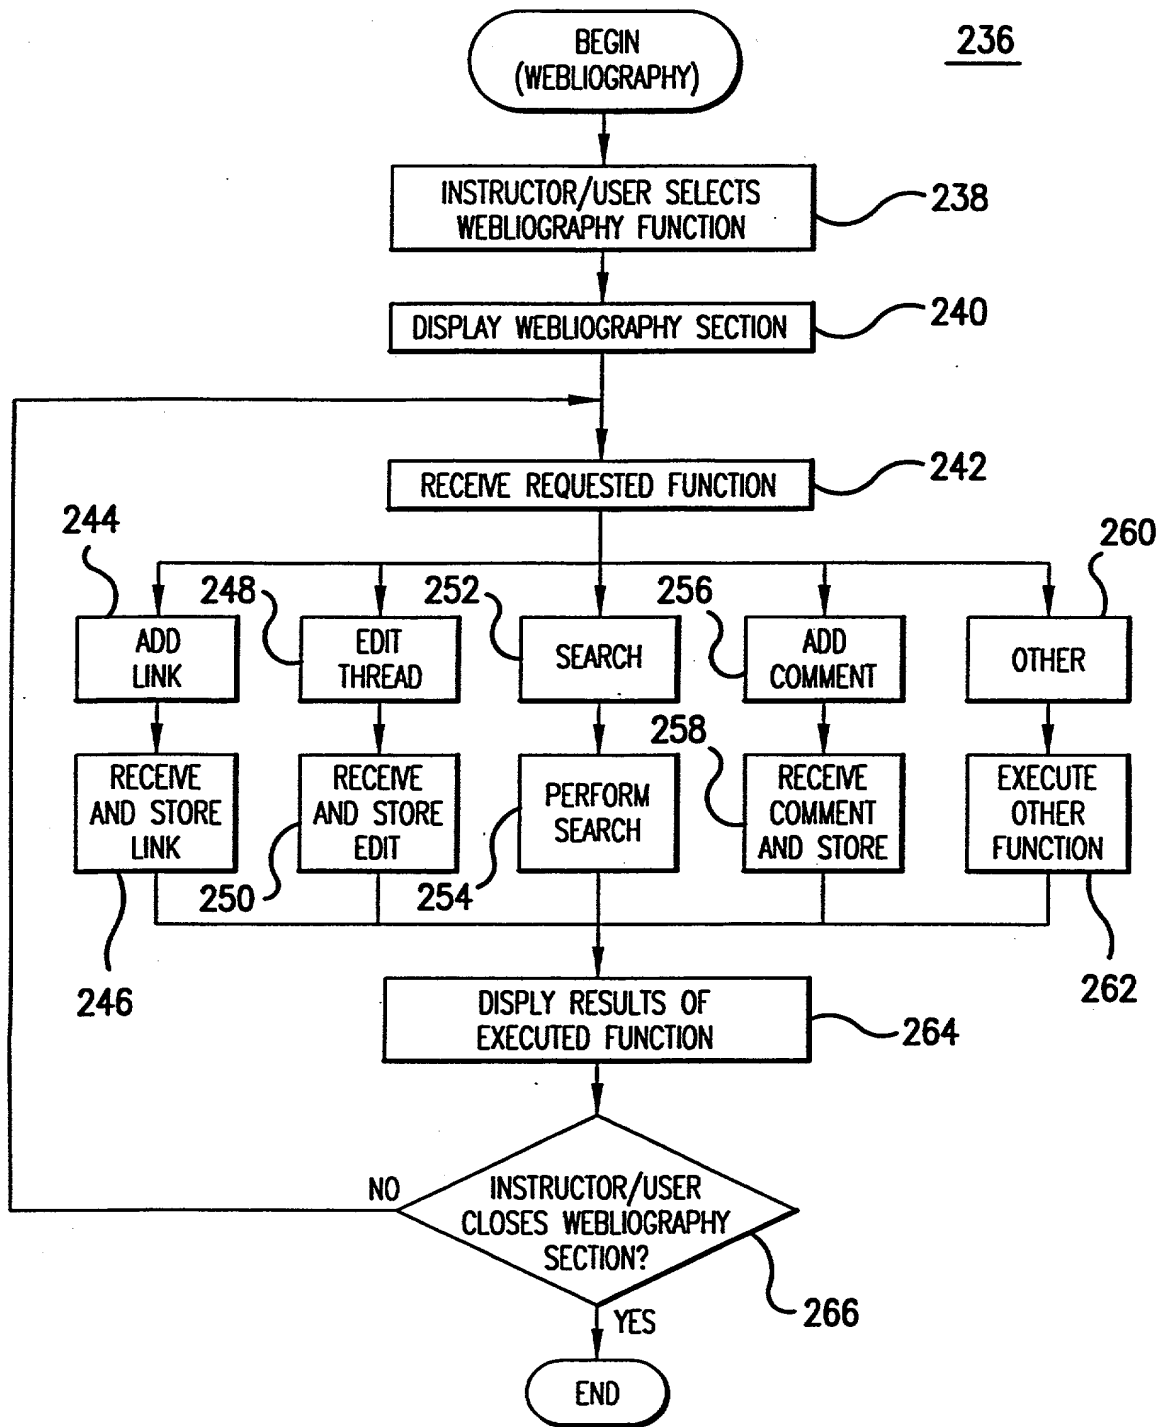 BEGIN
(WEBLIOGRAPHY)
236
INSTRUCTOR/USER SELECTS
WEBLIOGRAPHY FUNCTION
238
DISPLAY WEBLIOGRAPHY SECTION
240
RECEIVE REQUESTED FUNCTION
242
244
ADD
LINK
248
EDIT
THREAD
252
SEARCH
256
ADD
COMMENT
260
OTHER
RECEIVE
AND STORE
LINK
246
RECEIVE
AND STORE
EDIT
250
PERFORM
SEARCH
254
258
RECEIVE
COMMENT
AND STORE
EXECUTE
OTHER
FUNCTION
262
DISPLY RESULTS OF
EXECUTED FUNCTION
264
INSTRUCTOR/USER
CLOSES WEBLIOGRAPHY
SECTION?
266
NO
YES
END